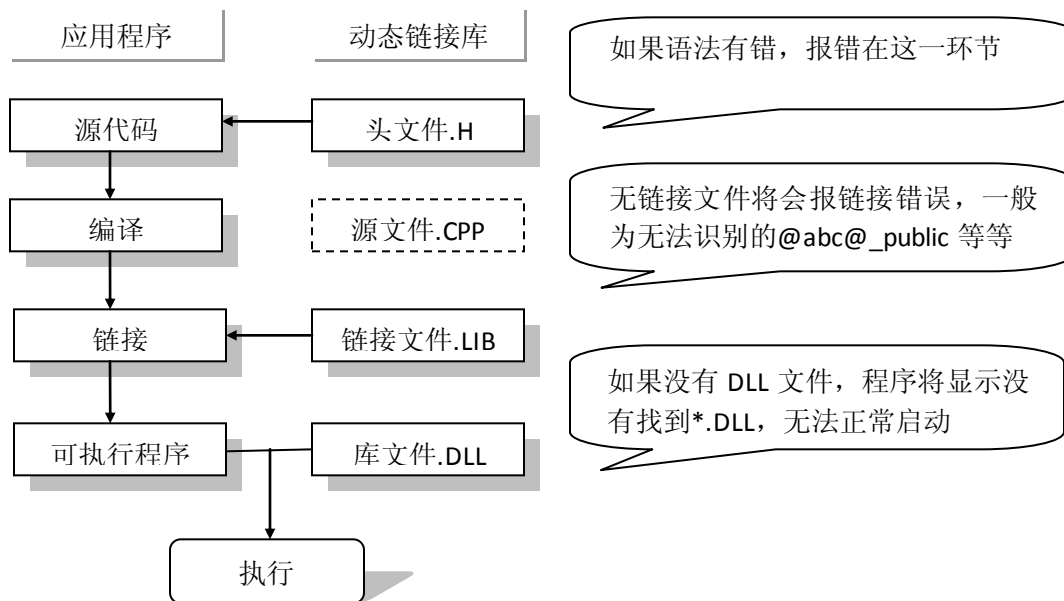 应用程序
动态链接库
如果语法有错，报错在这一环节
源代码
头文件.H
编译
源文件.CPP
无链接文件将会报链接错误，一般
为无法识别的@abc@_public 等等
链接
链接文件.LIB
如果没有 DLL 文件，程序将显示没
有找到*.DLL，无法正常启动
可执行程序
库文件.DLL
执行